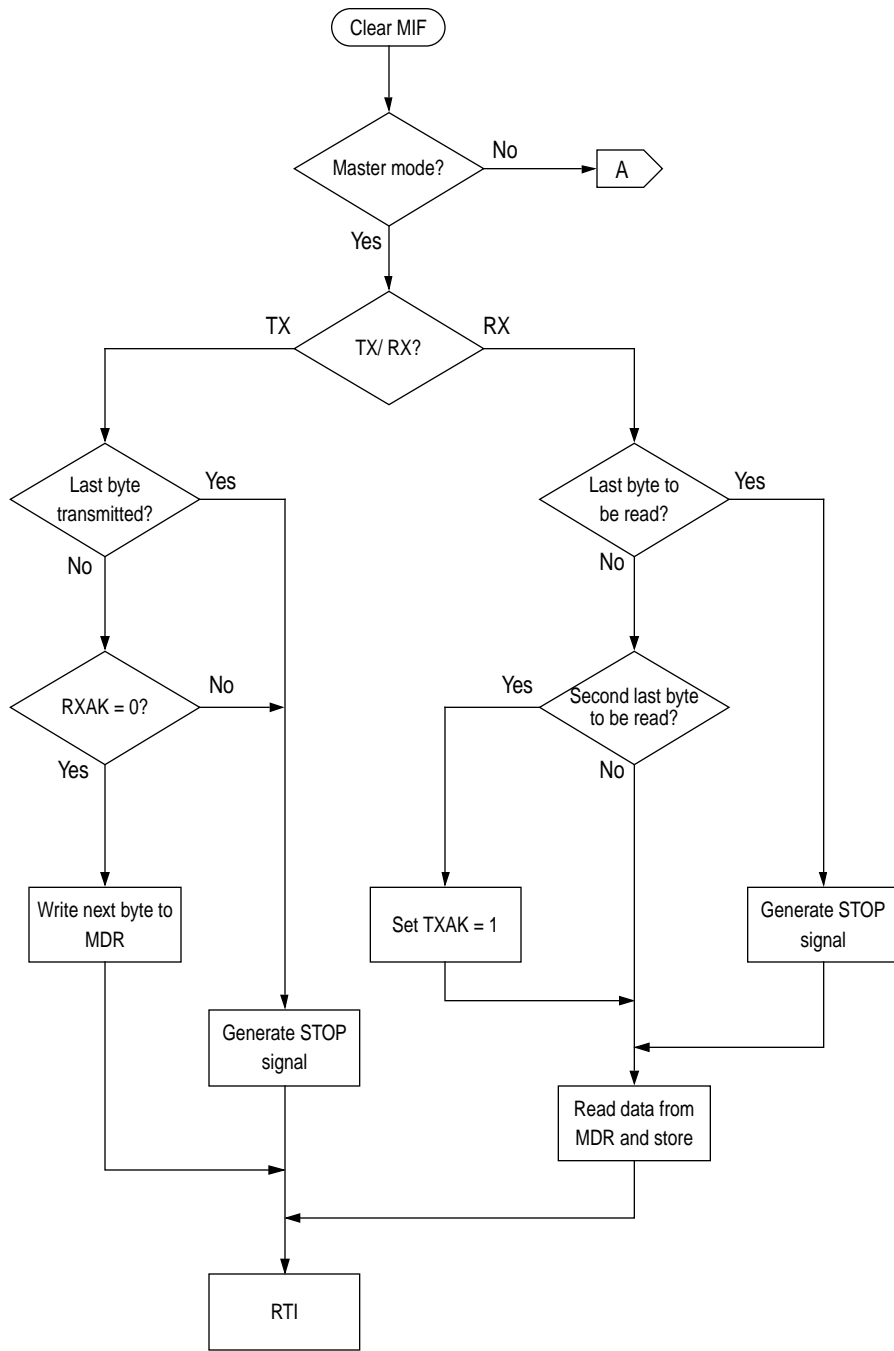 Clear MIF
Master mode?
No
A
Yes
TX
TX/ RX?
RX
Last byte
transmitted?
Yes
Last byte to
be read?
Yes
No
No
RXAK = 0?
No
Yes
Second last byte
to be read?
Yes
No
Write next byte to
MDR
Set TXAK = 1
Generate STOP
signal
Generate STOP
signal
Read data from
MDR and store
RTI